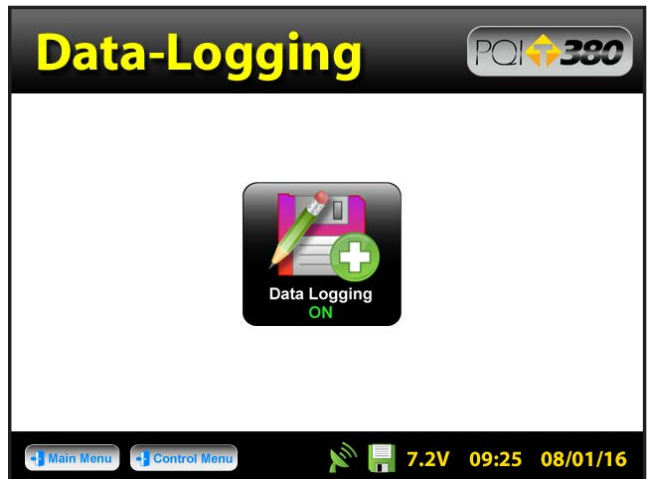 Data-Logging
PQI T 380
Data Logging
ON
Main Menu Control Menu 7.2V 09:25 08/01/16